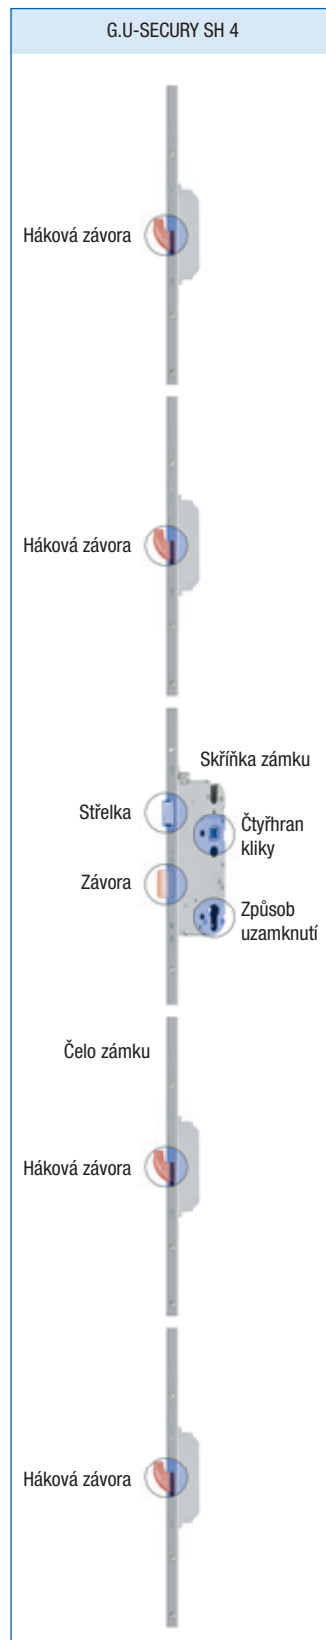 G.U-SECURY SH 4
Háková závora
Háková závora
Skříňka zámku
Střelka
Čtyřhran
kliky
Závora
Způsob
uzamknutí
Čelo zámku
Háková závora
Háková závora